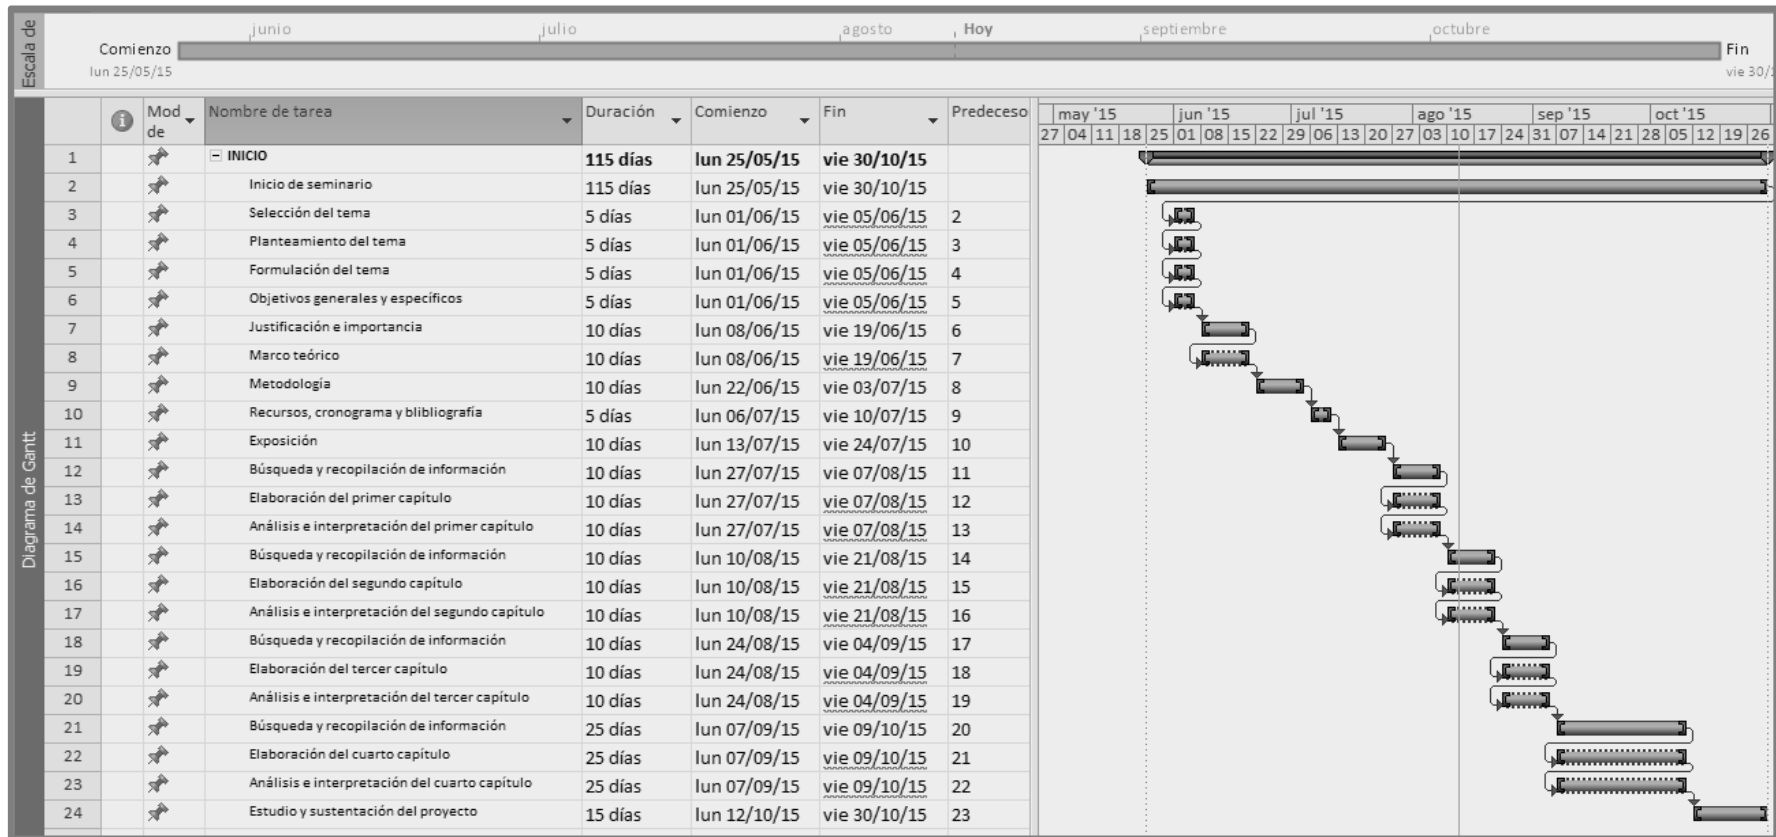 Escala de
junio julio agosto Hoy septiembre octubre
Comienzo Fin
lun 25/05/15 vie 30/
Diagrama de Gantt
Mod de Nombre de tarea Duración Comienzo Fin Predeceso may '15 jun '15 jul '15 ago '15 sep '15 oct '15
27 04 11 18 25 01 08 15 22 29 06 13 20 27 03 10 17 24 31 07 14 21 28 05 12 19 26
1 INICIO 115 días lun 25/05/15 vie 30/10/15
2 Inicio de seminario 115 días lun 25/05/15 vie 30/10/15
3 Selección del tema 5 días lun 01/06/15 vie 05/06/15 2
4 Planteamiento del tema 5 días lun 01/06/15 vie 05/06/15 3
5 Formulación del tema 5 días lun 01/06/15 vie 05/06/15 4
6 Objetivos generales y específicos 5 días lun 01/06/15 vie 05/06/15 5
7 Justificación e importancia 10 días lun 08/06/15 vie 19/06/15 6
8 Marco teórico 10 días lun 08/06/15 vie 19/06/15 7
9 Metodología 10 días lun 22/06/15 vie 03/07/15 8
10 Recursos, cronograma y blibliografía 5 días lun 06/07/15 vie 10/07/15 9
11 Exposición 10 días lun 13/07/15 vie 24/07/15 10
12 Búsqueda y recopilación de información 10 días lun 27/07/15 vie 07/08/15 11
13 Elaboración del primer capítulo 10 días lun 27/07/15 vie 07/08/15 12
14 Análisis e interpretación del primer capítulo 10 días lun 27/07/15 vie 07/08/15 13
15 Búsqueda y recopilación de información 10 días lun 10/08/15 vie 21/08/15 14
16 Elaboración del segundo capítulo 10 días lun 10/08/15 vie 21/08/15 15
17 Análisis e interpretación del segundo capítulo 10 días lun 10/08/15 vie 21/08/15 16
18 Búsqueda y recopilación de información 10 días lun 24/08/15 vie 04/09/15 17
19 Elaboración del tercer capítulo 10 días lun 24/08/15 vie 04/09/15 18
20 Análisis e interpretación del tercer capítulo 10 días lun 24/08/15 vie 04/09/15 19
21 Búsqueda y recopilación de información 25 días lun 07/09/15 vie 09/10/15 20
22 Elaboración del cuarto capítulo 25 días lun 07/09/15 vie 09/10/15 21
23 Análisis e interpretación del cuarto capítulo 25 días lun 07/09/15 vie 09/10/15 22
24 Estudio y sustentación del proyecto 15 días lun 12/10/15 vie 30/10/15 23